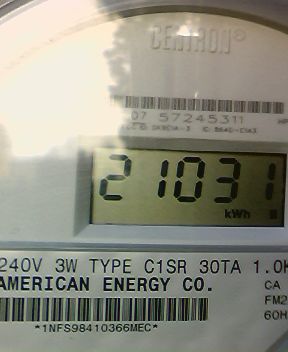 CENTRON®
07 57245311
21031
kWh
240V 3W TYPE C1SR 30TA 1.0K
AMERICAN ENERGY CO.
CA
FM2
60H
*1NFS98410366MEC*